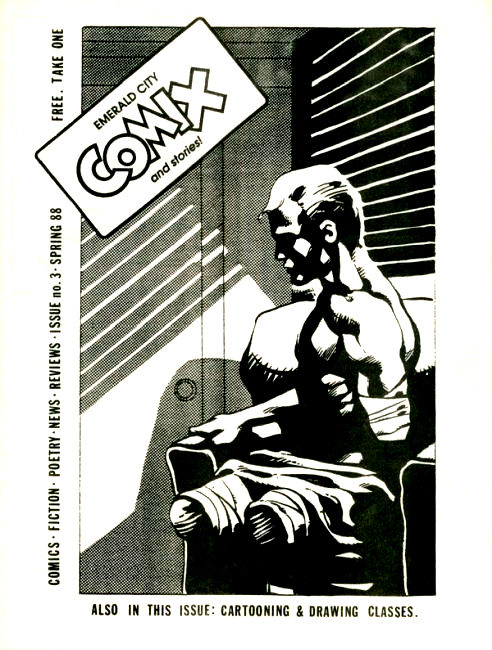 EMERALD CITY
COMIX
and stories!
FREE. TAKE ONE
COMICS · FICTION · POETRY · NEWS · REVIEWS · ISSUE no. 3 · SPRING 88
ALSO IN THIS ISSUE: CARTOONING & DRAWING CLASSES.